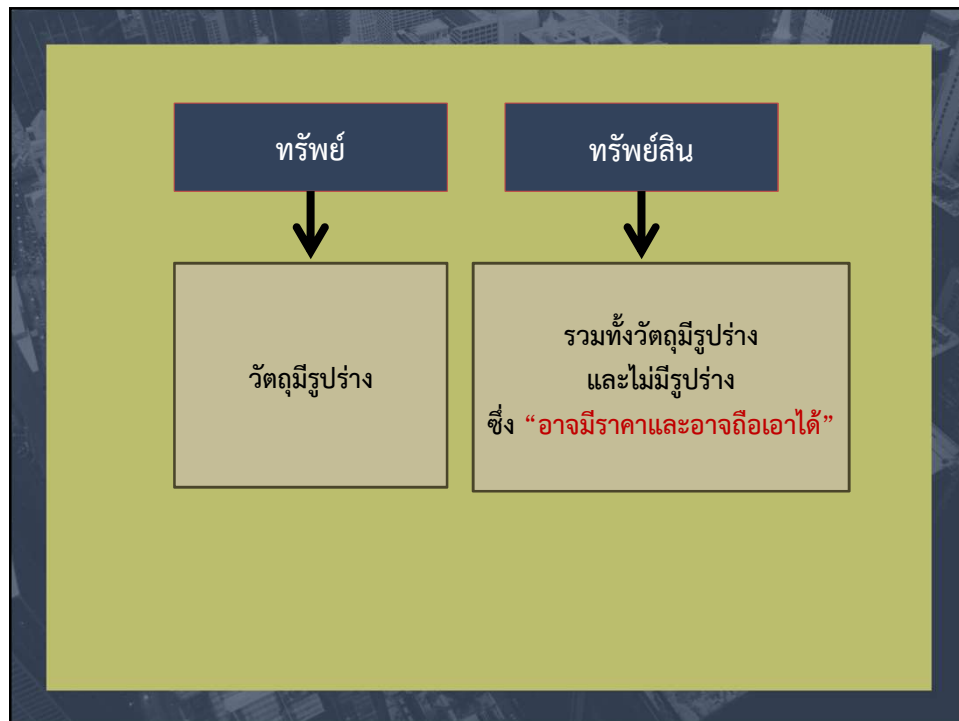 ทรัพย์
ทรัพย์สิน
วัตถุมีรูปร่าง
รวมทั้งวัตถุมีรูปร่าง
และไม่มีรูปร่าง
ซึ่ง “อาจมีราคาและอาจถือเอาได้”